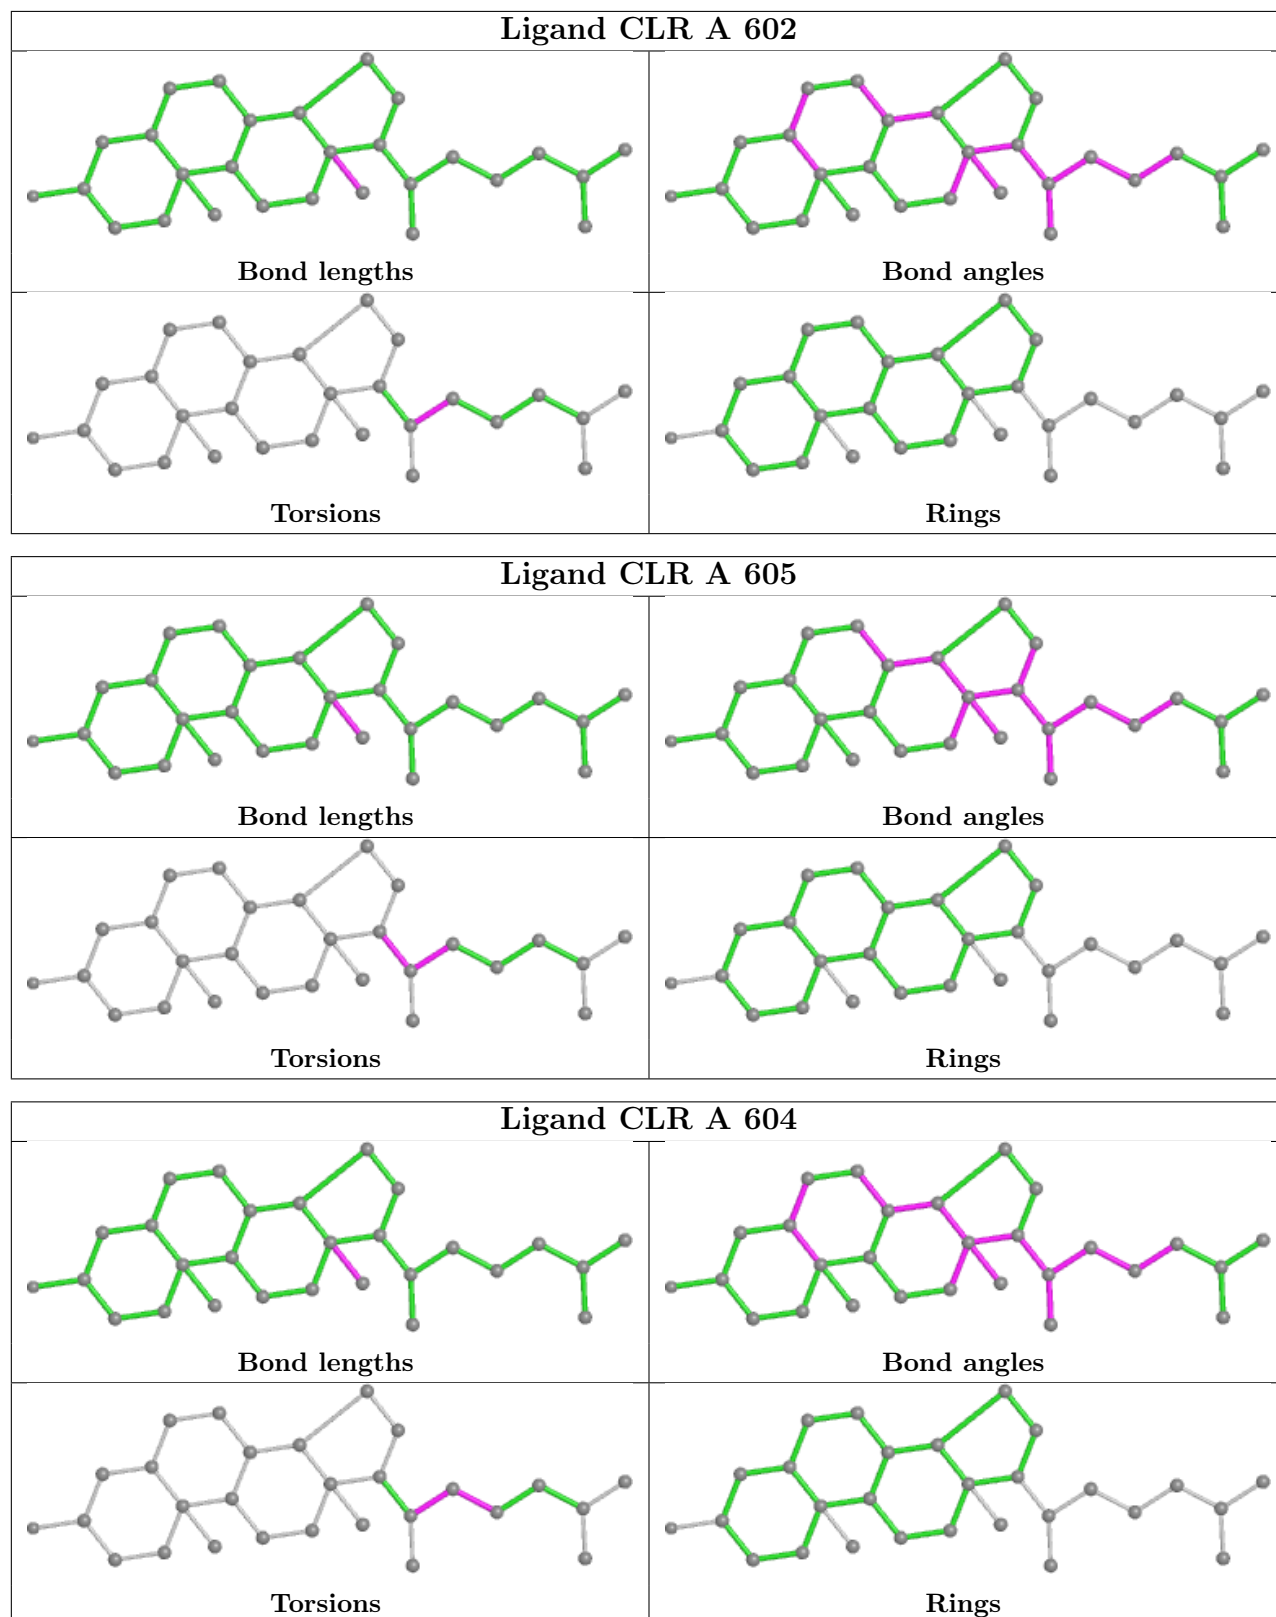 Ligand CLR A 602
Bond lengths
Bond angles
Torsions
Rings
Ligand CLR A 605
Bond lengths
Bond angles
Torsions
Rings
Ligand CLR A 604
Bond lengths
Bond angles
Torsions
Rings